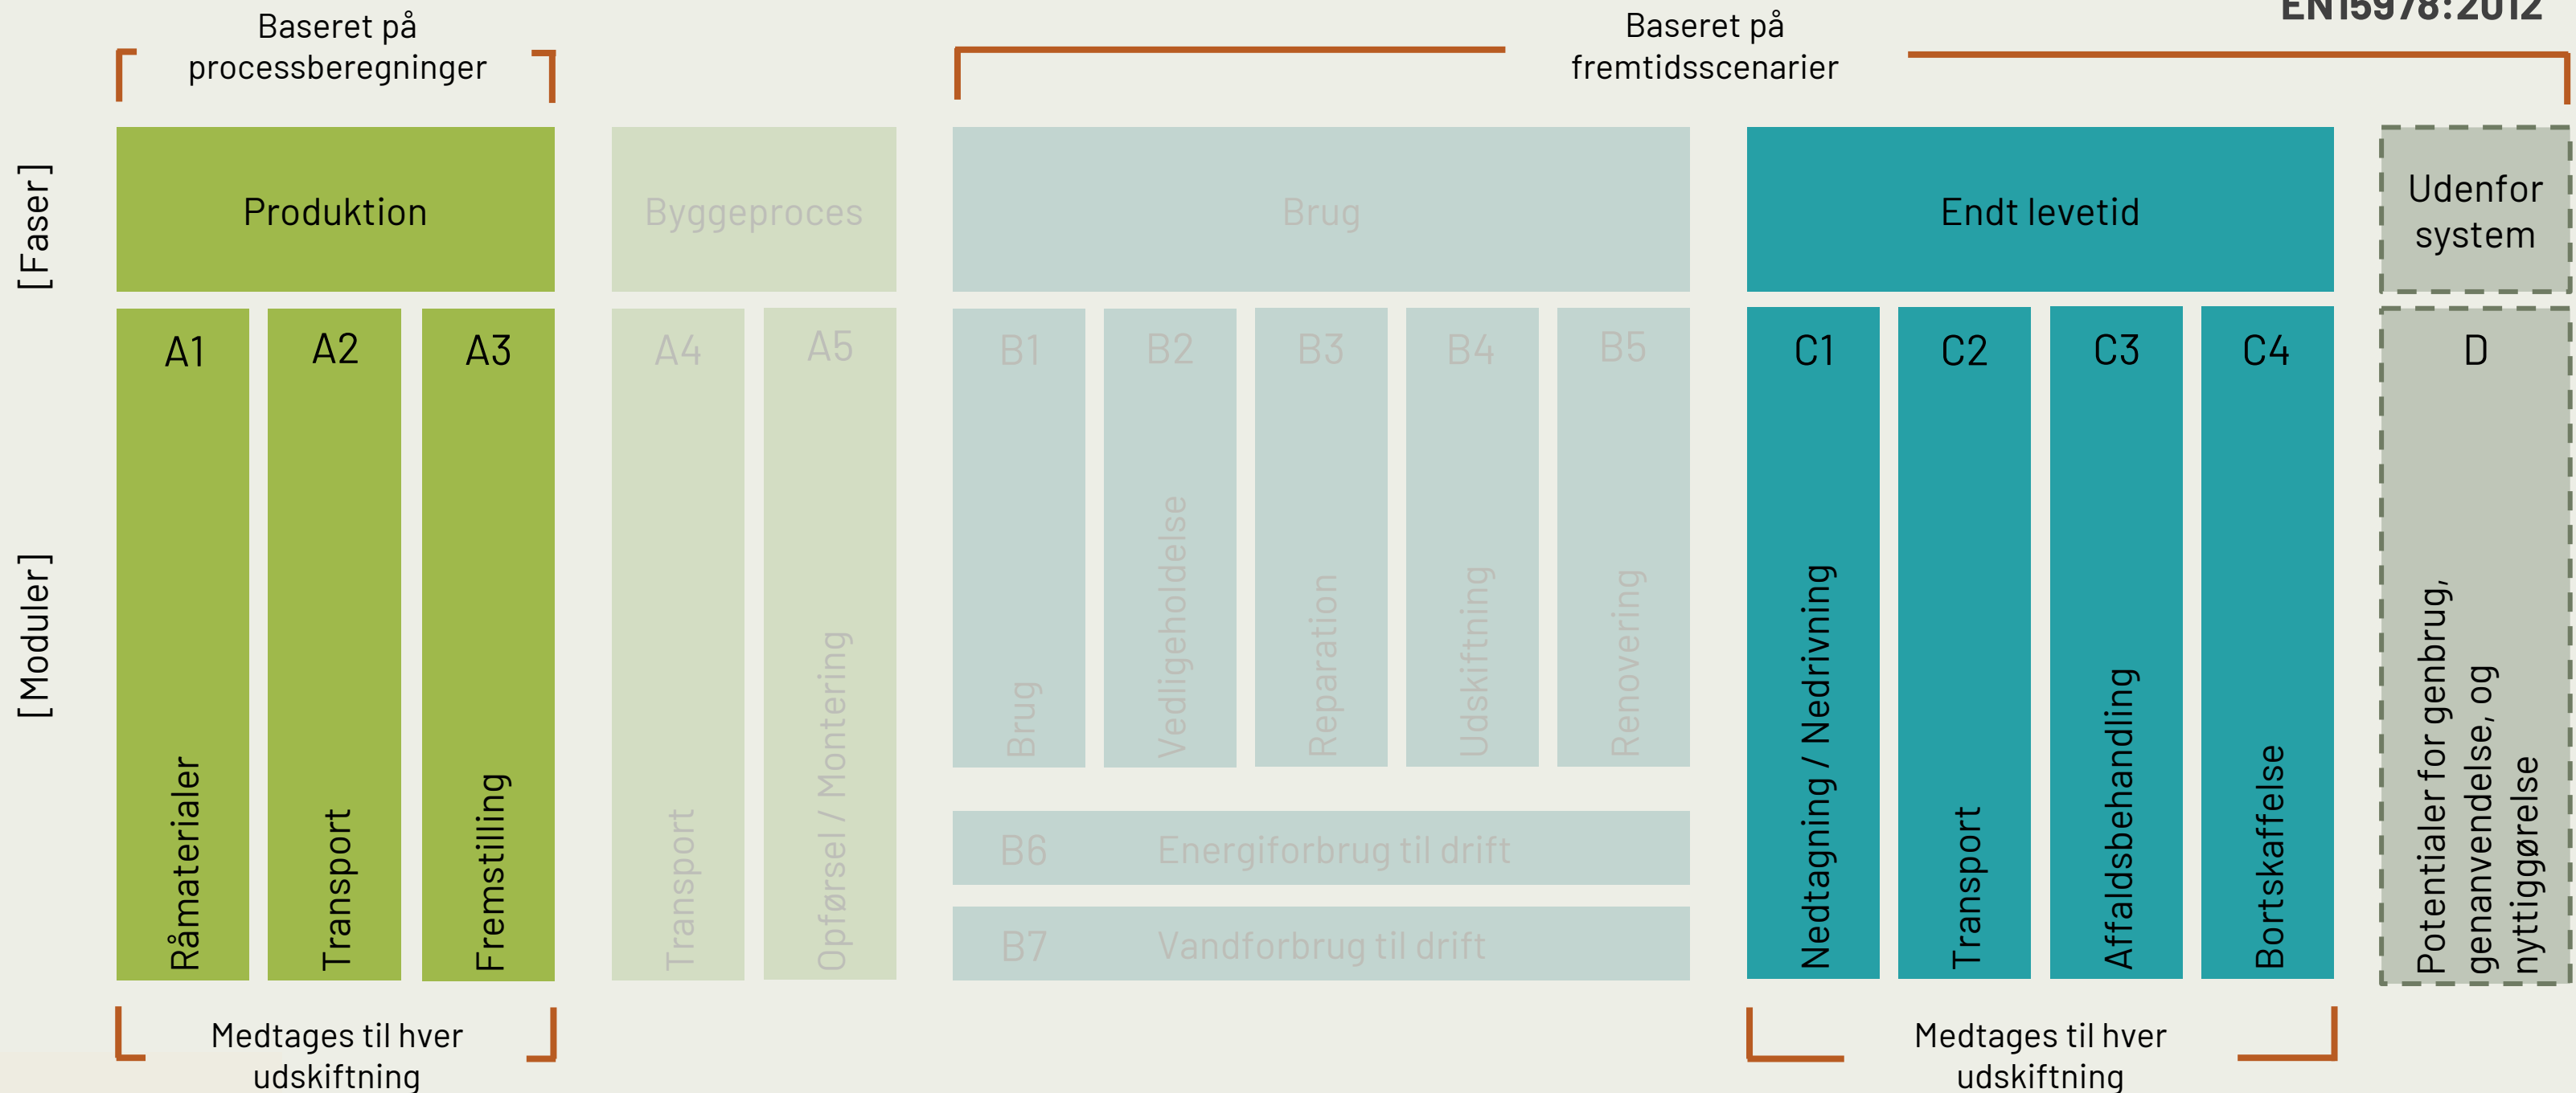 EN15978:2012
Baseret på
processberegninger
Baseret på
fremtidsscenarier
[Faser]
Produktion
Byggeproces
Brug
Endt levetid
Udenfor
system
[Moduler]
A1
Råmaterialer
A2
Transport
A3
Fremstilling
A4
Transport
A5
Opførsel / Montering
B1
Brug
B2
Vedligeholdelse
B3
Reparation
B4
Udskiftning
B5
Renovering
B6 Energiforbrug til drift
B7 Vandforbrug til drift
C1
Nedtagning / Nedrivning
C2
Transport
C3
Affaldsbehandling
C4
Bortskaffelse
D
Potentialer for genbrug,
genanvendelse, og
nyttiggørelse
Medtages til hver
udskiftning
Medtages til hver
udskiftning